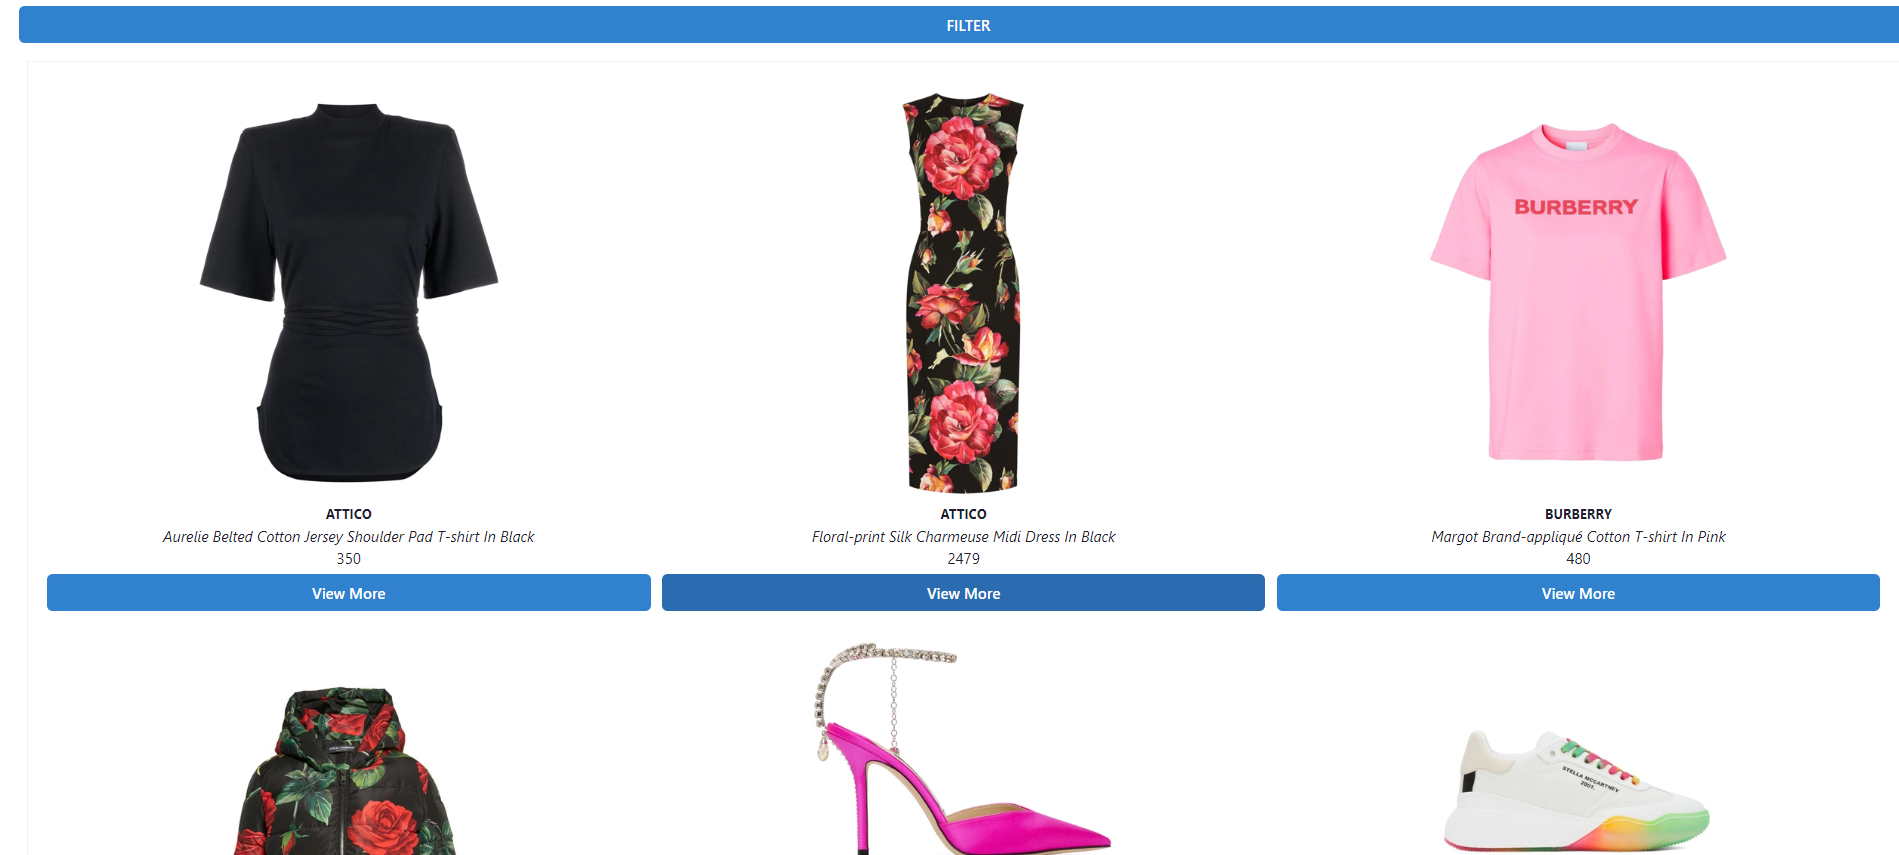 FILTER
BURBERRY
ATTICO
Aurelie Belted Cotton Jersey Shoulder Pad T-shirt In Black
350
View More
ATTICO
Floral-print Silk Charmeuse Midi Dress In Black
2479
View More
BURBERRY
Margot Brand-appliqué Cotton T-shirt In Pink
480
View More
STELLA McCARTNEY
2001.